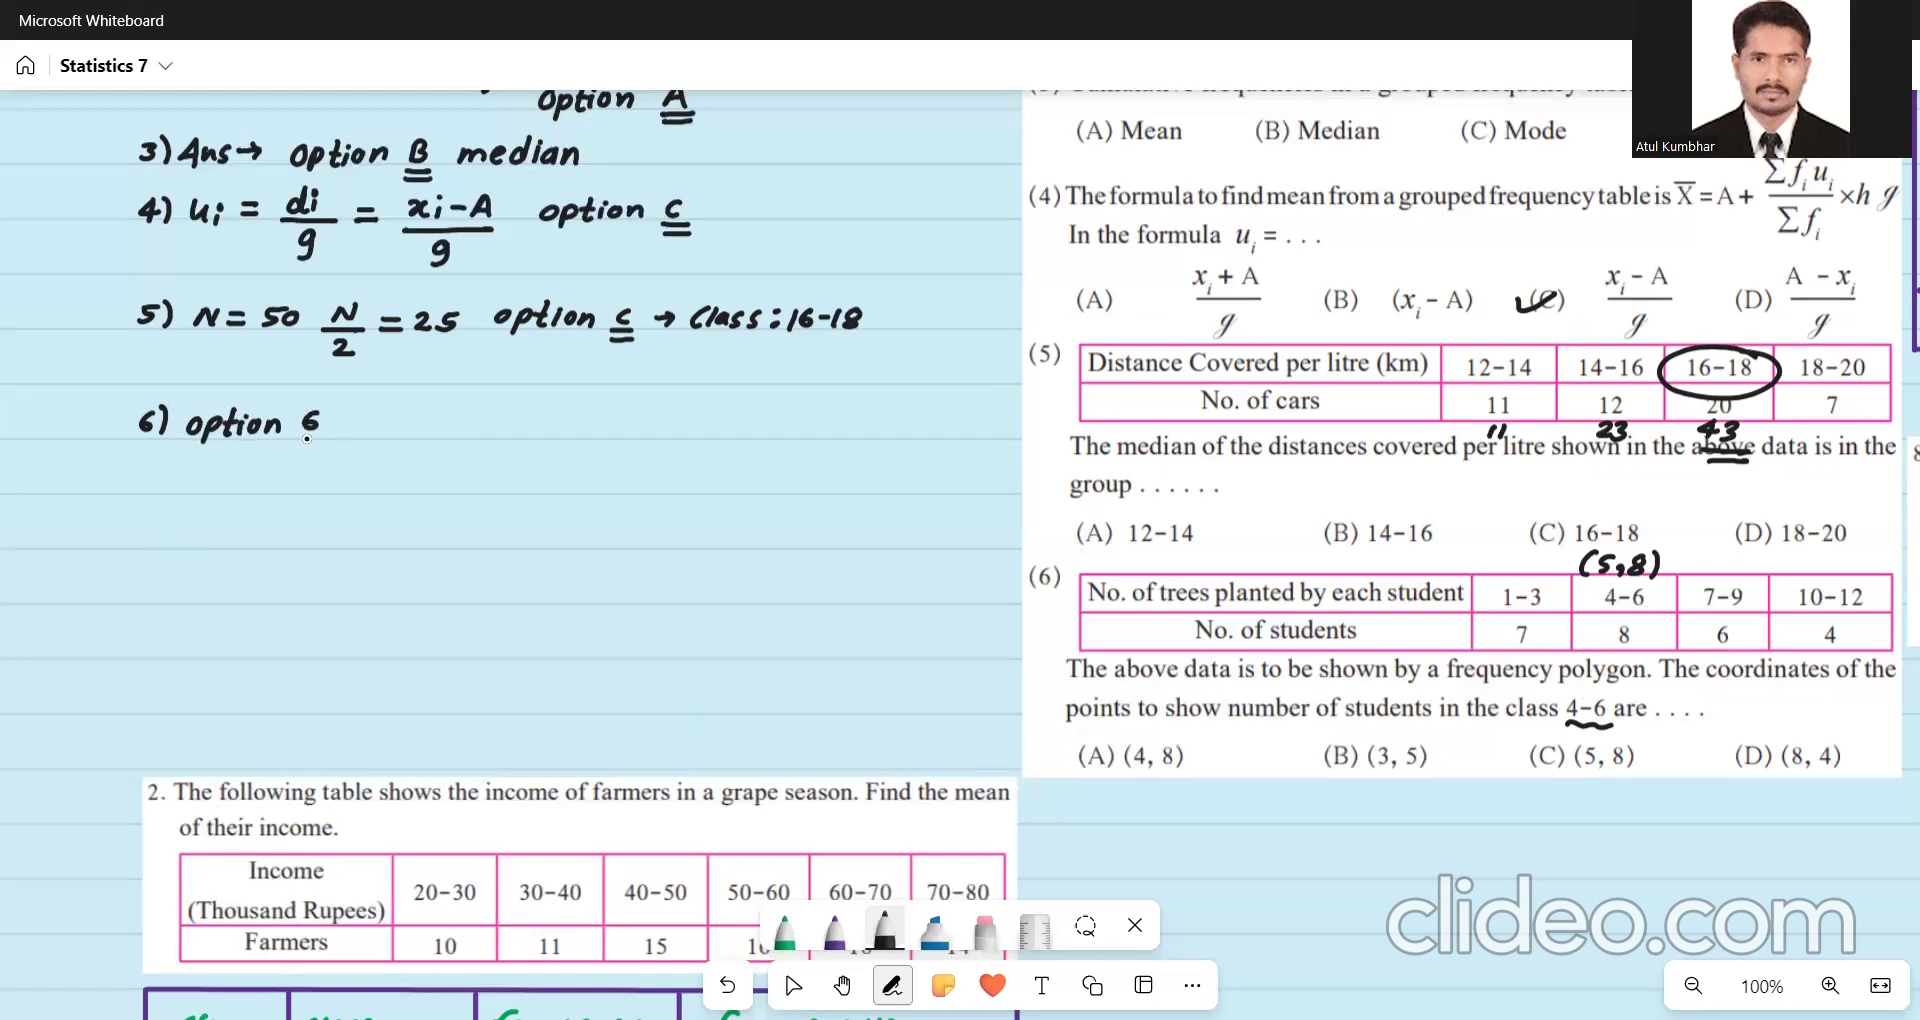 Microsoft Whiteboard
Statistics 7
option A
3) Ans→ option B median
4) ui = di/g = xi-A/g option c
5) N = 50 N/2 = 25 option c → class: 16-18
6) option 6
Atul Kumbhar
(A) Mean (B) Median (C) Mode
(4) The formula to find mean from a grouped frequency table is X̅ = A + Σfᵢuᵢ/Σfᵢ ×h g
In the formula uᵢ = . . .
(A) xᵢ + A/g (B) (xᵢ - A) (C) xᵢ - A/g (D) A - xᵢ/g
(5) Distance Covered per litre (km) 12-14 14-16 16-18 18-20
No. of cars 11 12 20 7
11 23 43
The median of the distances covered per litre shown in the above data is in the
group . . . . . .
(A) 12-14 (B) 14-16 (C) 16-18 (D) 18-20
(5,8)
(6) No. of trees planted by each student 1-3 4-6 7-9 10-12
No. of students 7 8 6 4
The above data is to be shown by a frequency polygon. The coordinates of the
points to show number of students in the class 4-6 are . . . .
(A) (4, 8) (B) (3, 5) (C) (5, 8) (D) (8, 4)
2. The following table shows the income of farmers in a grape season. Find the mean
of their income.
Income
(Thousand Rupees) 20-30 30-40 40-50 50-60 60-70 70-80
Farmers 10 11 15
clideo.com
100%